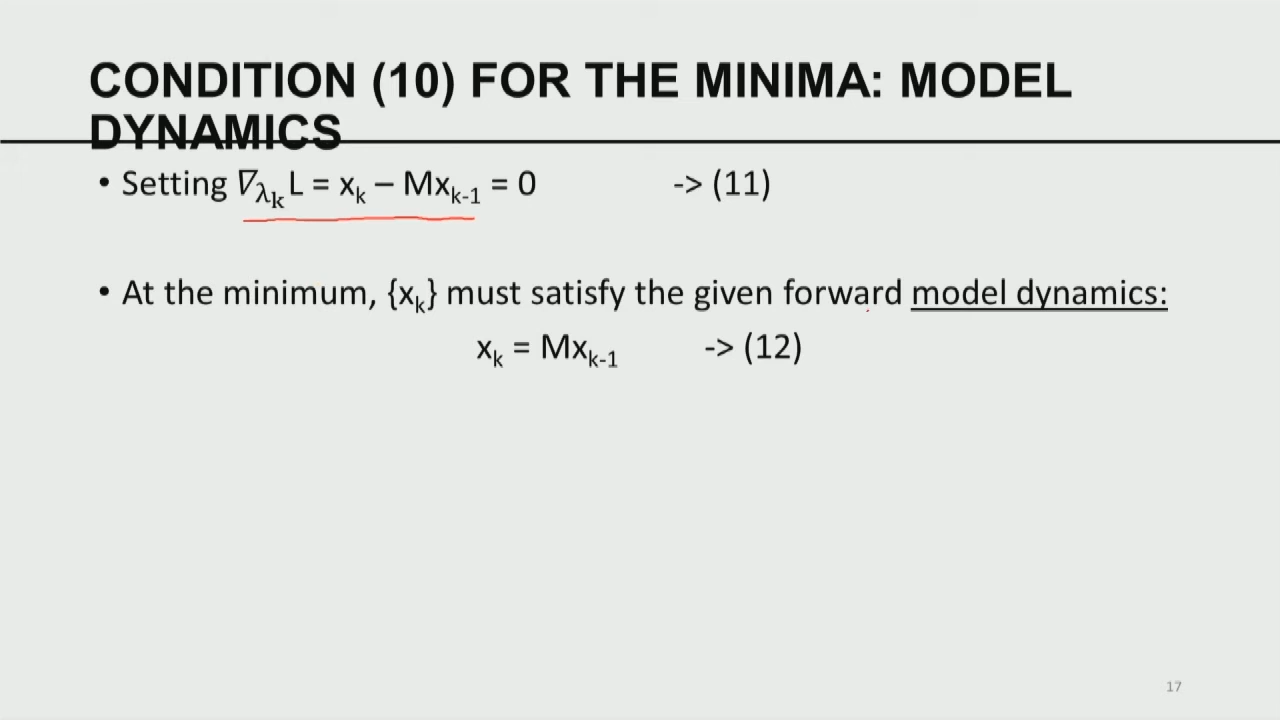 CONDITION (10) FOR THE MINIMA: MODEL
DYNAMICS
• Setting ∇λₖL = xₖ – Mxₖ₋₁ = 0 -> (11)
• At the minimum, {xₖ} must satisfy the given forward model dynamics:
xₖ = Mxₖ₋₁ -> (12)
17